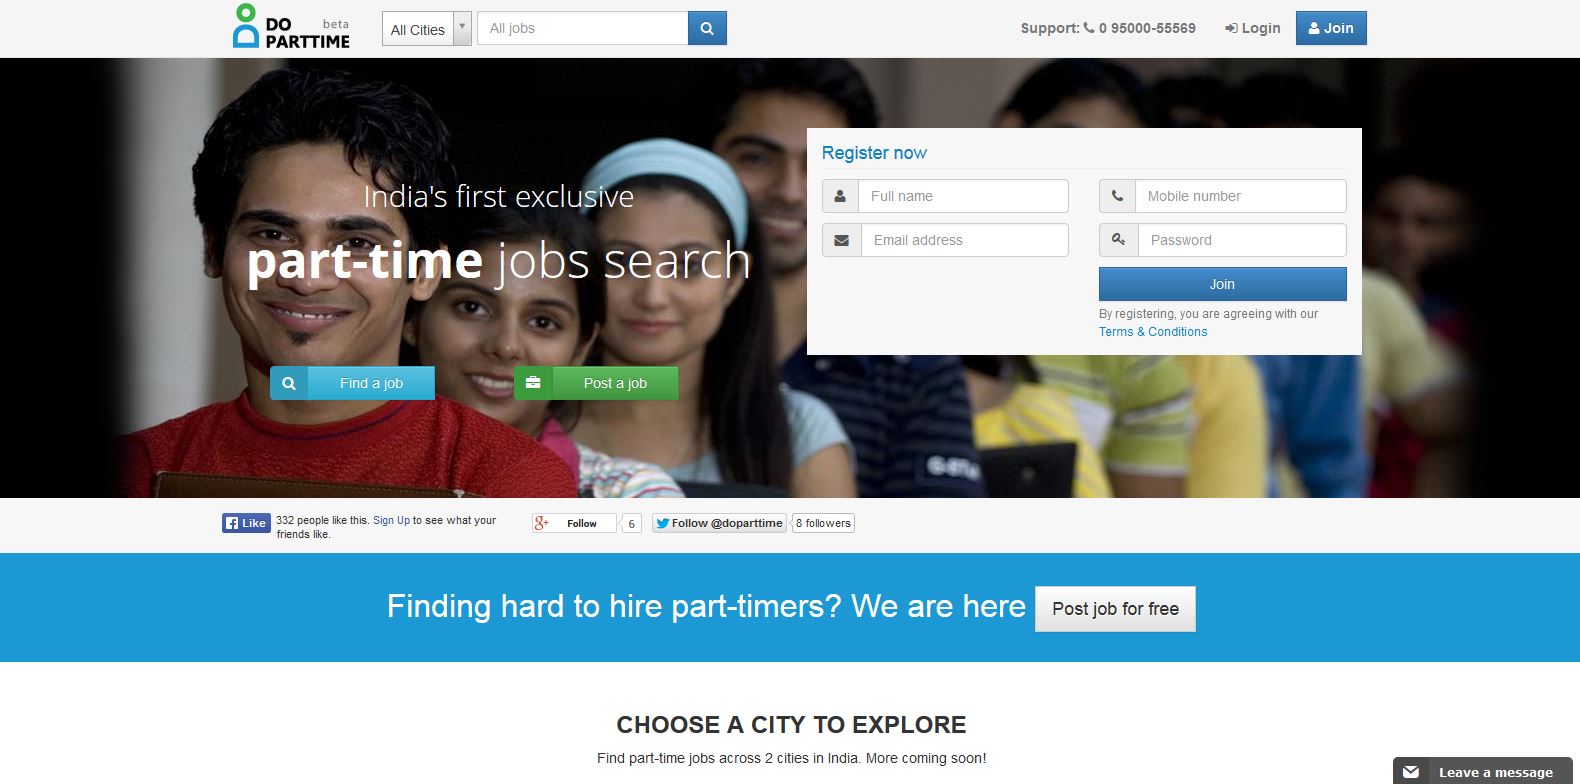 DO
beta
PARTTIME
All Cities
All jobs
Support: 0 95000-55569
Login
Join
Register now
Full name
Mobile number
Email address
Password
Join
By registering, you are agreeing with our
Terms & Conditions
India's first exclusive
part-time jobs search
Find a job
Post a job
Like
332 people like this. Sign Up to see what your
friends like.
g+ Follow
6
Follow @doparttime
8 followers
Finding hard to hire part-timers? We are here
Post job for free
CHOOSE A CITY TO EXPLORE
Find part-time jobs across 2 cities in India. More coming soon!
Leave a message